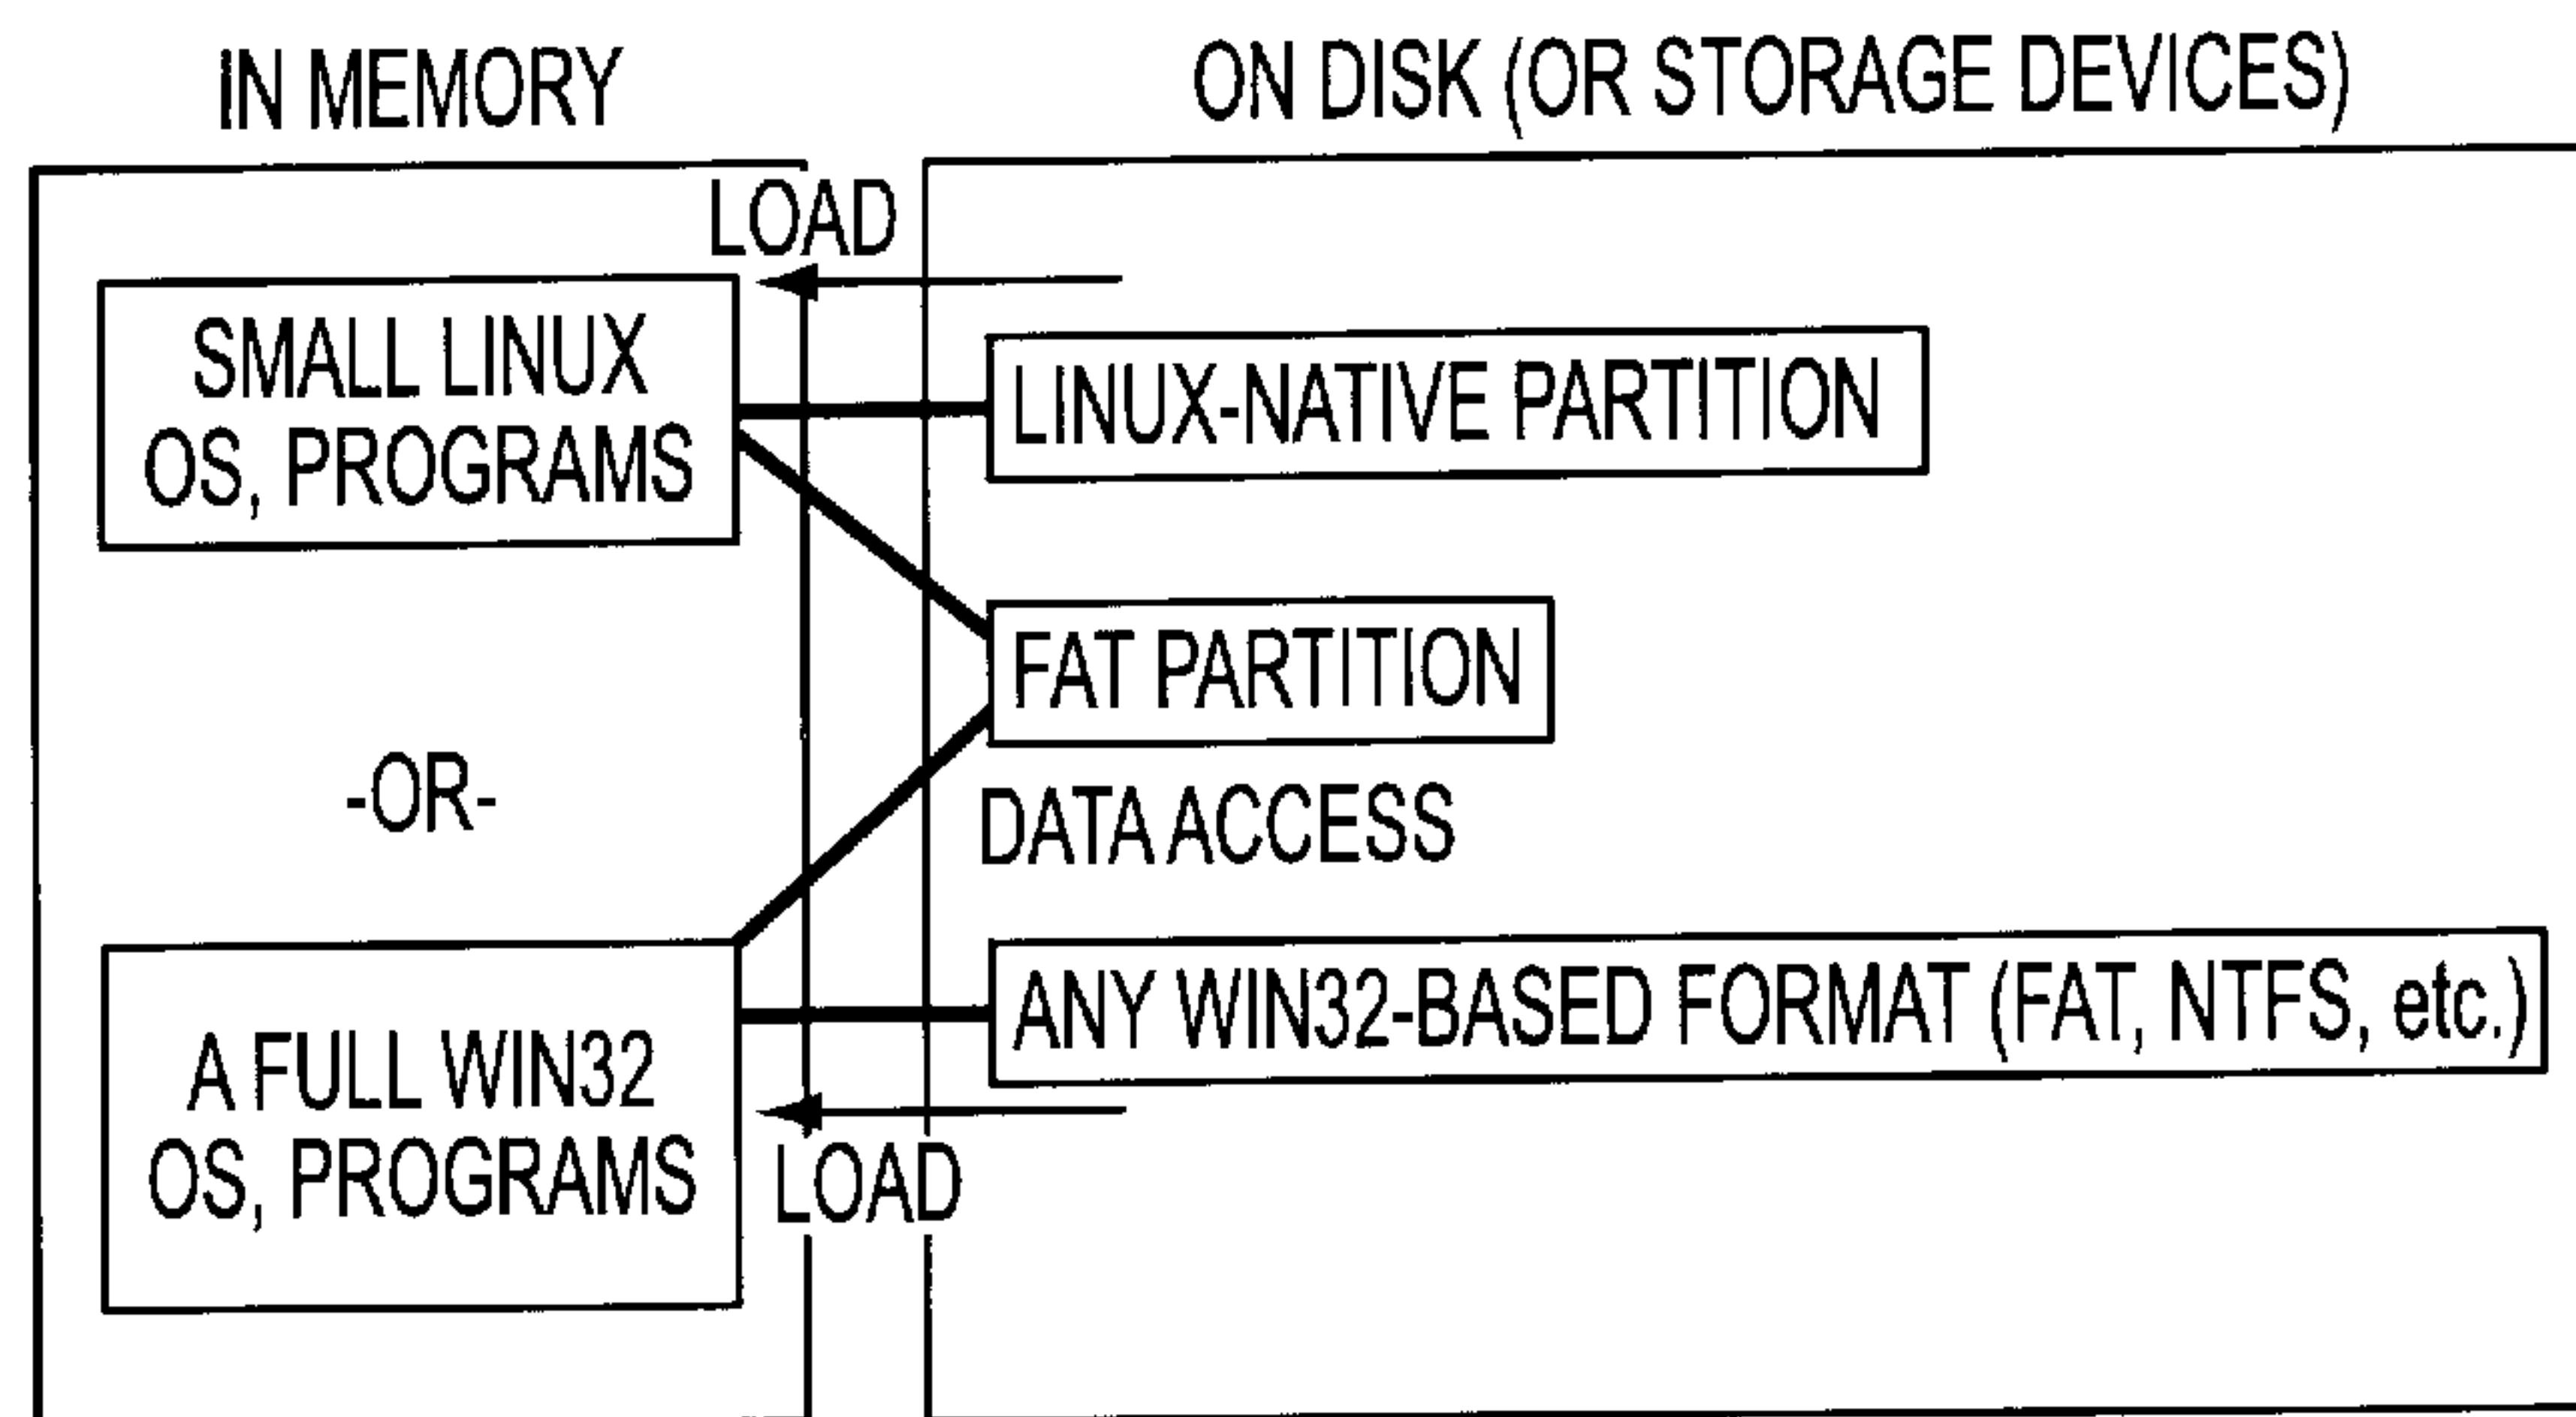 IN MEMORY
ON DISK (OR STORAGE DEVICES)
LOAD
SMALL LINUX
OS, PROGRAMS
LINUX-NATIVE PARTITION
FAT PARTITION
-OR-
DATA ACCESS
ANY WIN32-BASED FORMAT (FAT, NTFS, etc.)
A FULL WIN32
OS, PROGRAMS
LOAD